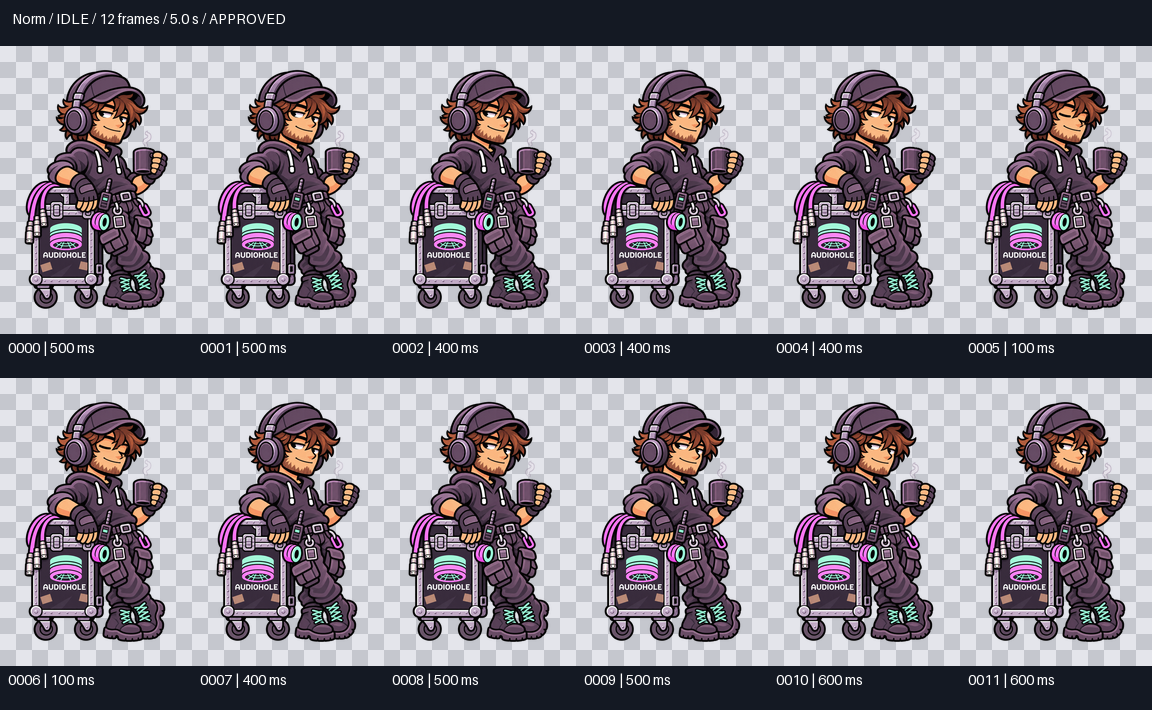 Norm / IDLE / 12 frames / 5.0 s / APPROVED
AUDIOHOLE AUDIOHOLE AUDIOHOLE AUDIOHOLE AUDIOHOLE AUDIOHOLE
0000 | 500 ms 0001 | 500 ms 0002 | 400 ms 0003 | 400 ms 0004 | 400 ms 0005 | 100 ms
AUDIOHOLE AUDIOHOLE AUDIOHOLE AUDIOHOLE AUDIOHOLE AUDIOHOLE
0006 | 100 ms 0007 | 400 ms 0008 | 500 ms 0009 | 500 ms 0010 | 600 ms 0011 | 600 ms